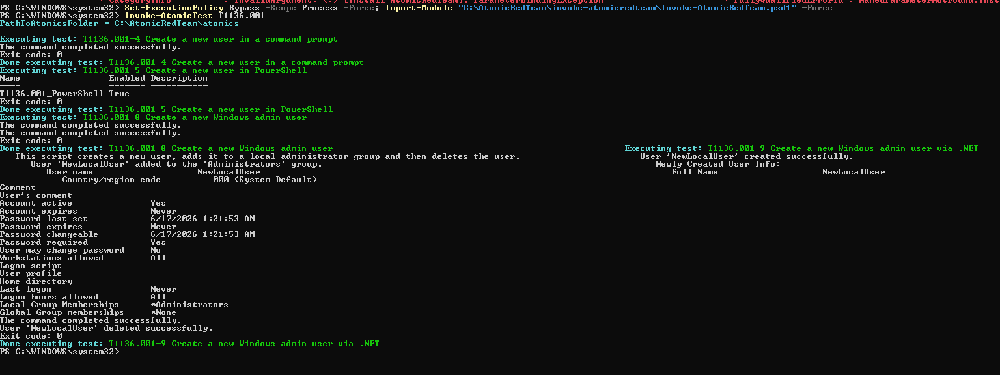 PS C:\WINDOWS\system32> Set-ExecutionPolicy Bypass -Scope Process -Force; Import-Module "C:\AtomicRedTeam\invoke-atomicredteam\Invoke-AtomicRedTeam.psd1" -Force
PS C:\WINDOWS\system32> Invoke-AtomicTest T1136.001
PathToAtomicsFolder = C:\AtomicRedTeam\atomics
Executing test: T1136.001-4 Create a new user in a command prompt
The command completed successfully.
Exit code: 0
Done executing test: T1136.001-4 Create a new user in a command prompt
Executing test: T1136.001-5 Create a new user in PowerShell
Name Enabled Description
---- ------- -----------
T1136.001_PowerShell True
Exit code: 0
Done executing test: T1136.001-5 Create a new user in PowerShell
Executing test: T1136.001-8 Create a new Windows admin user
The command completed successfully.
The command completed successfully.
Exit code: 0
Done executing test: T1136.001-8 Create a new Windows admin user Executing test: T1136.001-9 Create a new Windows admin user via .NET
This script creates a new user, adds it to a local administrator group and then deletes the user. User 'NewLocalUser' created successfully.
User 'NewLocalUser' added to the 'Administrators' group. Newly Created User Info:
User name NewLocalUser Full Name NewLocalUser
Country/region code 000 (System Default)
Comment
User's comment
Account active Yes
Account expires Never
Password last set 6/17/2026 1:21:53 AM
Password expires Never
Password changeable 6/17/2026 1:21:53 AM
Password required Yes
User may change password No
Workstations allowed All
Logon script
User profile
Home directory
Last logon Never
Logon hours allowed All
Local Group Memberships *Administrators
Global Group memberships *None
The command completed successfully.
User 'NewLocalUser' deleted successfully.
Exit code: 0
Done executing test: T1136.001-9 Create a new Windows admin user via .NET
PS C:\WINDOWS\system32>